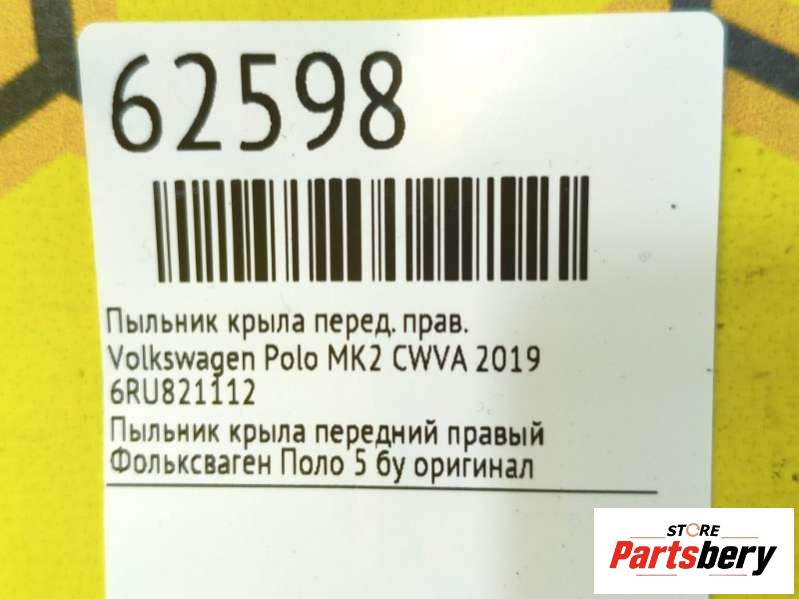 62598
Пыльник крыла перед. прав.
Volkswagen Polo MK2 CWVA 2019
6RU821112
Пыльник крыла передний правый
Фольксваген Поло 5 бу оригинал
STORE
Partsbery